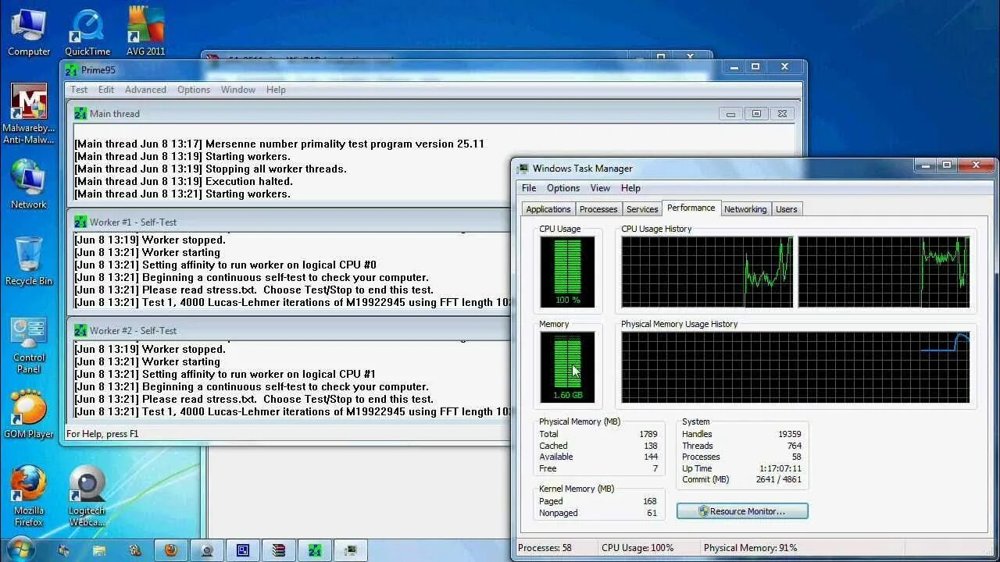 Computer
QuickTime
AVG 2011
Malwareby...
Anti-Malw...
Network
Recycle Bin
Control
Panel
GOM Player
Mozilla
Firefox
Logitech
Webca...
Prime95
Test Edit Advanced Options Window Help
Main thread
[Main thread Jun 8 13:17] Mersenne number primality test program version 25.11
[Main thread Jun 8 13:19] Starting workers.
[Main thread Jun 8 13:19] Stopping all worker threads.
[Main thread Jun 8 13:19] Execution halted.
[Main thread Jun 8 13:21] Starting workers.
Worker #1 - Self-Test
[Jun 8 13:19] Worker stopped.
[Jun 8 13:21] Worker starting
[Jun 8 13:21] Setting affinity to run worker on logical CPU #0
[Jun 8 13:21] Beginning a continuous self-test to check your computer.
[Jun 8 13:21] Please read stress.txt. Choose Test/Stop to end this test.
[Jun 8 13:21] Test 1, 4000 Lucas-Lehmer iterations of M19922945 using FFT length
Worker #2 - Self-Test
[Jun 8 13:19] Worker stopped.
[Jun 8 13:21] Worker starting
[Jun 8 13:21] Setting affinity to run worker on logical CPU #1
[Jun 8 13:21] Beginning a continuous self-test to check your computer.
[Jun 8 13:21] Please read stress.txt. Choose Test/Stop to end this test.
[Jun 8 13:21] Test 1, 4000 Lucas-Lehmer iterations of M19922945 using FFT length
For Help, press F1
Windows Task Manager
File Options View Help
Applications Processes Services Performance Networking Users
CPU Usage
100 %
CPU Usage History
Memory
1.60 GB
Physical Memory Usage History
Physical Memory (MB)
Total 1789
Cached 138
Available 144
Free 7
Kernel Memory (MB)
Paged 168
Nonpaged 61
System
Handles 19359
Threads 764
Processes 58
Up Time 1:17:07:11
Commit (MB) 2641 / 4861
Resource Monitor...
Processes: 58 CPU Usage: 100% Physical Memory: 91%